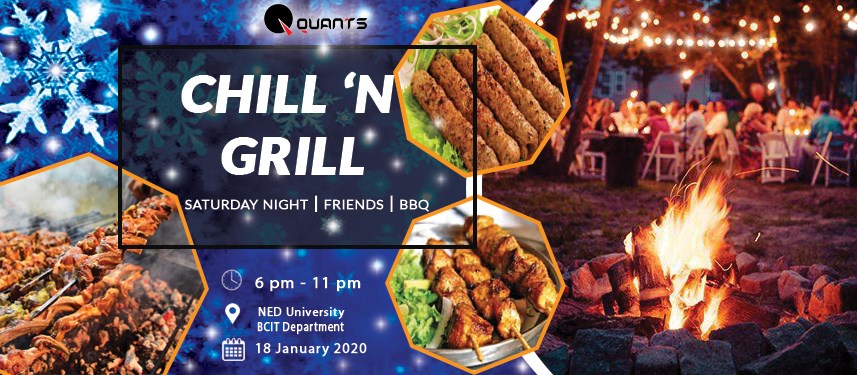 QUANTS
CHILL ‘N
GRILL
SATURDAY NIGHT | FRIENDS | BBQ
6 pm - 11 pm
NED University
BCIT Department
18 January 2020